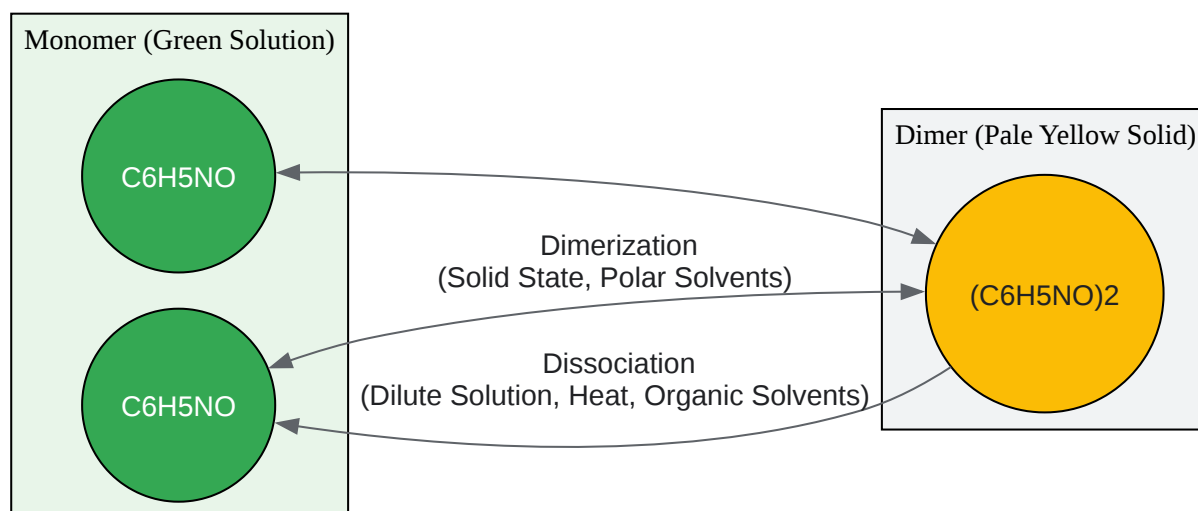 Monomer (Green Solution)
C6H5NO
C6H5NO
Dimerization
(Solid State, Polar Solvents)
Dissociation
(Dilute Solution, Heat, Organic Solvents)
Dimer (Pale Yellow Solid)
(C6H5NO)2